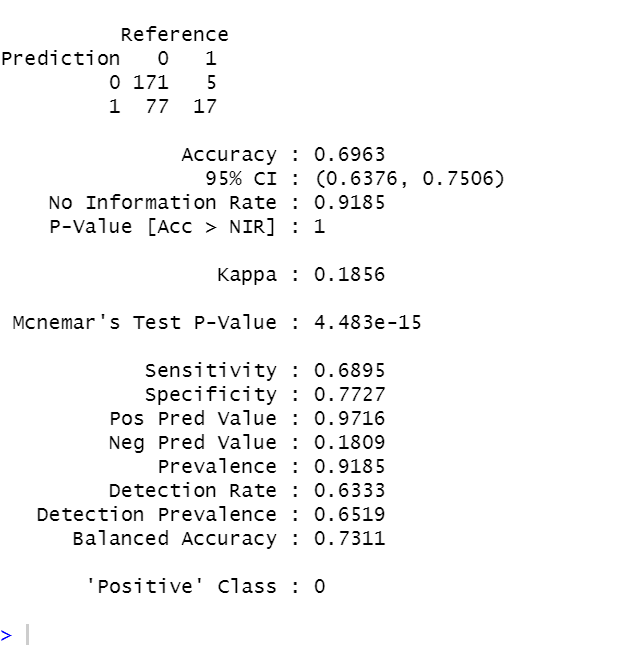 Reference
Prediction   0   1
0 171   5
1  77  17
Accuracy : 0.6963
95% CI : (0.6376, 0.7506)
No Information Rate : 0.9185
P-Value [Acc > NIR] : 1
Kappa : 0.1856
Mcnemar's Test P-Value : 4.483e-15
Sensitivity : 0.6895
Specificity : 0.7727
Pos Pred Value : 0.9716
Neg Pred Value : 0.1809
Prevalence : 0.9185
Detection Rate : 0.6333
Detection Prevalence : 0.6519
Balanced Accuracy : 0.7311
'Positive' Class : 0
>